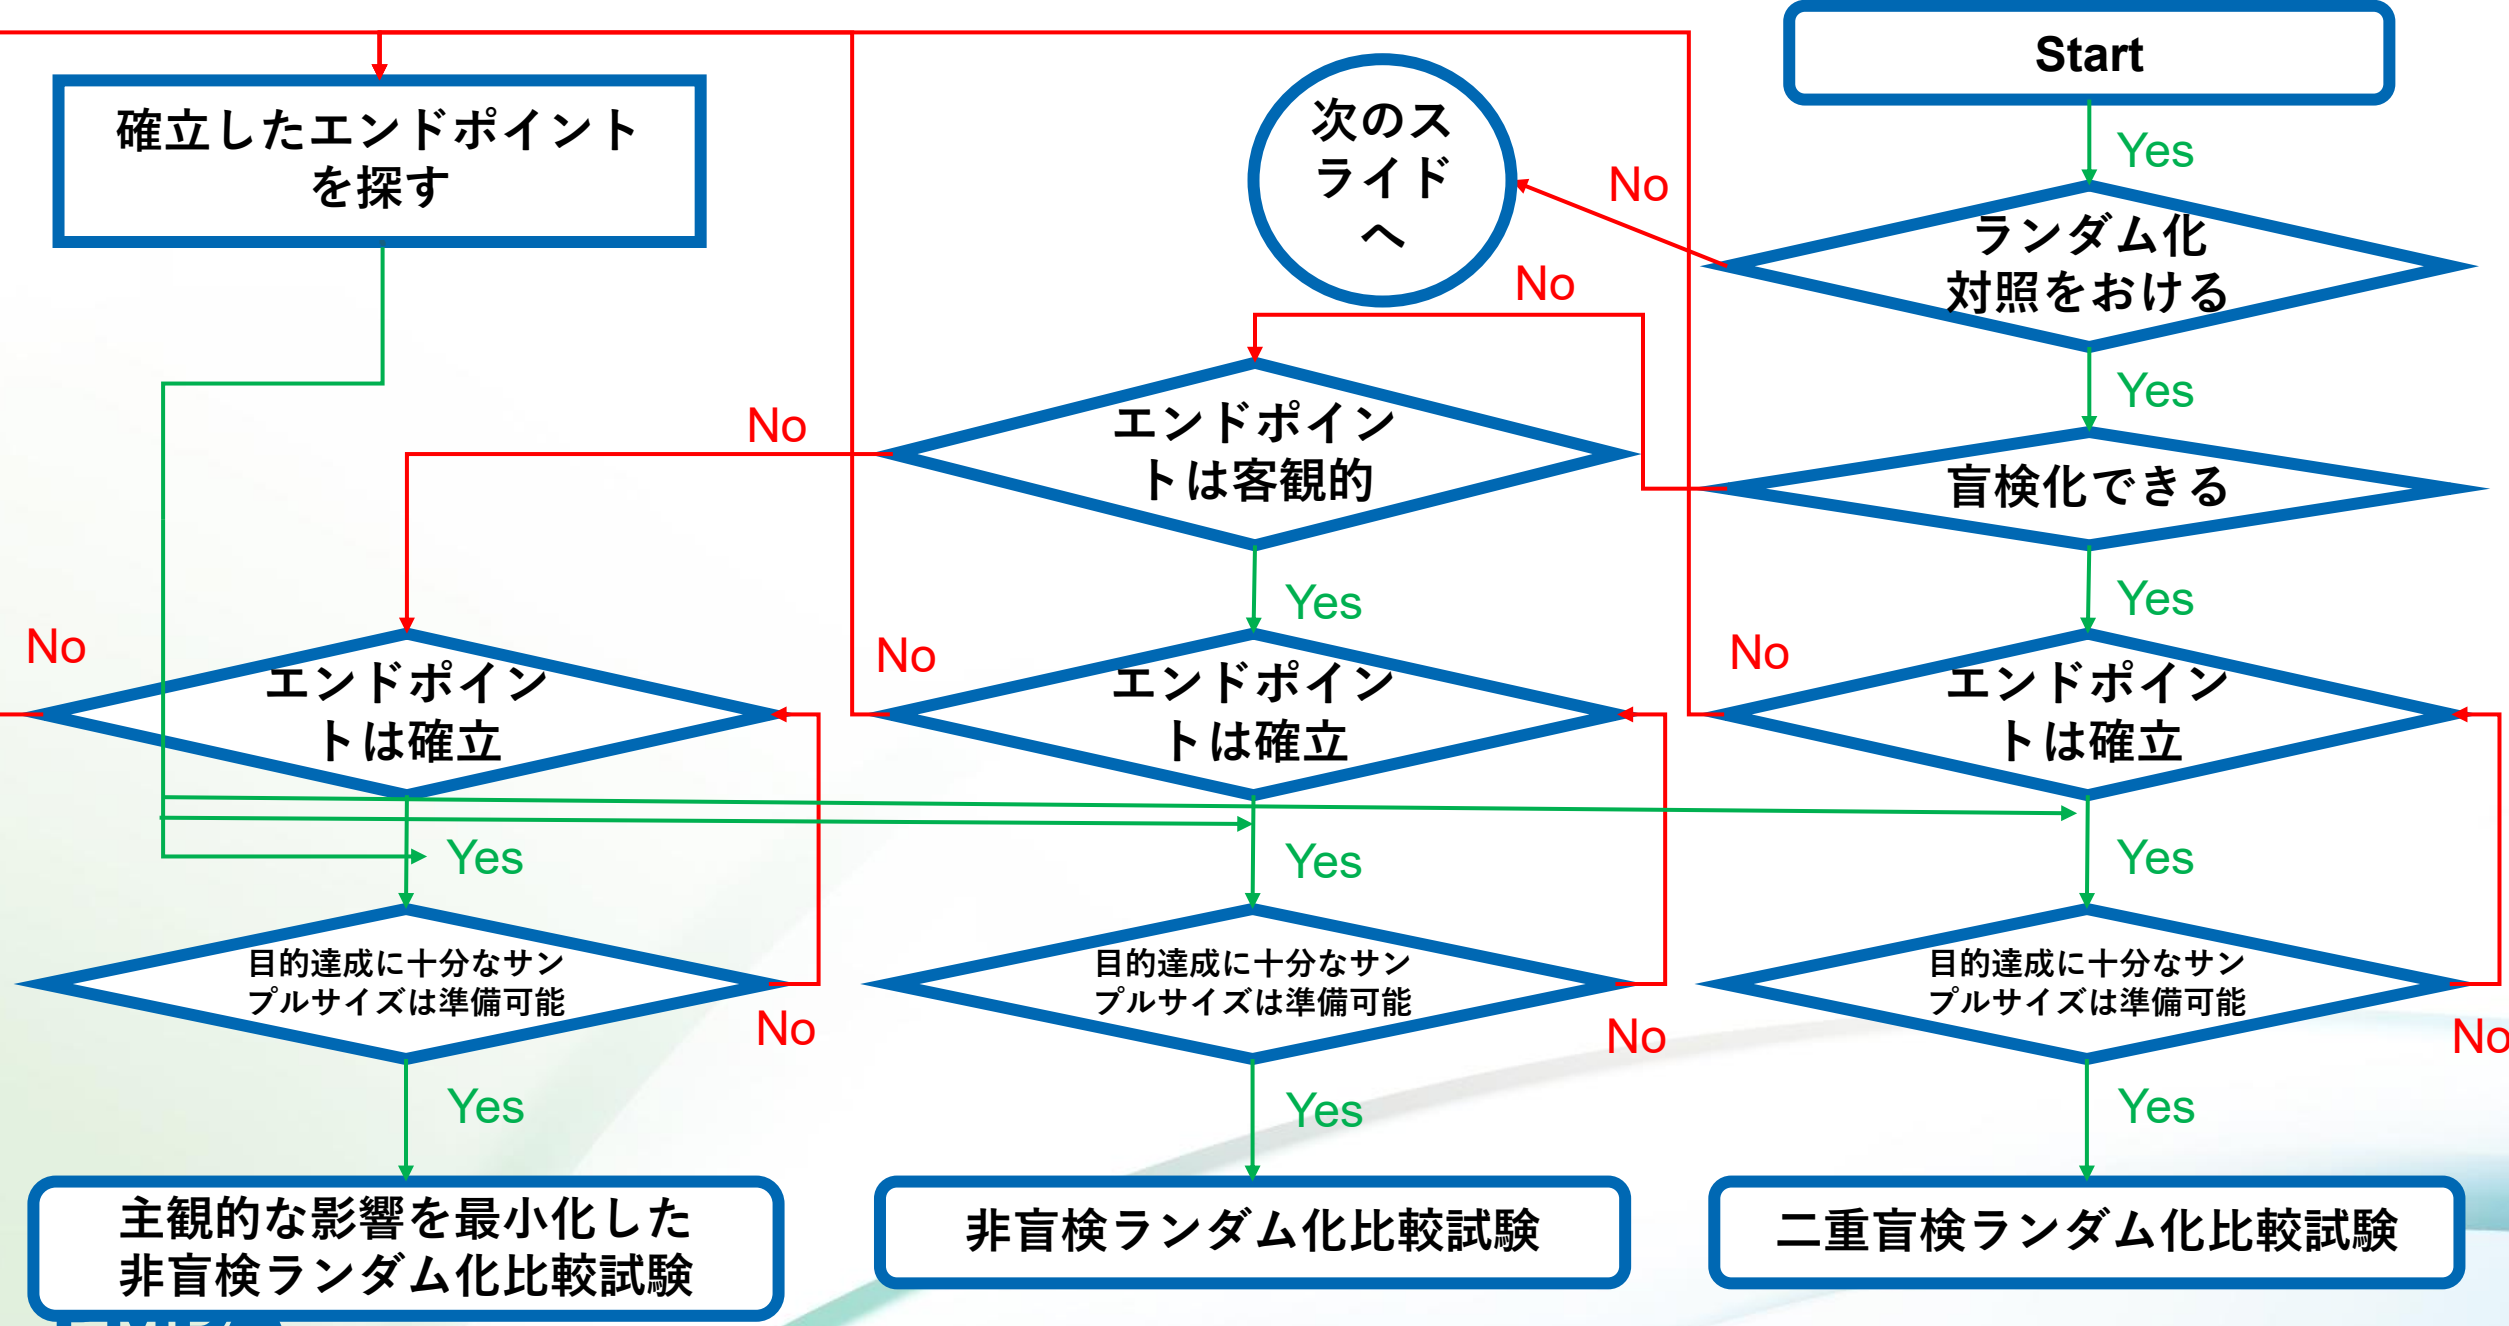 Start
確立したエンドポイント
を探す
次のス
ライド
へ
No
Yes
ランダム化
対照をおける
No
Yes
エンドポイン
トは客観的
No
盲検化できる
Yes
Yes
No
No
No
エンドポイン
トは確立
エンドポイン
トは確立
エンドポイン
トは確立
Yes
Yes
Yes
目的達成に十分なサン
プルサイズは準備可能
目的達成に十分なサン
プルサイズは準備可能
目的達成に十分なサン
プルサイズは準備可能
No
No
No
Yes
Yes
Yes
主観的な影響を最小化した
非盲検ランダム化比較試験
非盲検ランダム化比較試験
二重盲検ランダム化比較試験